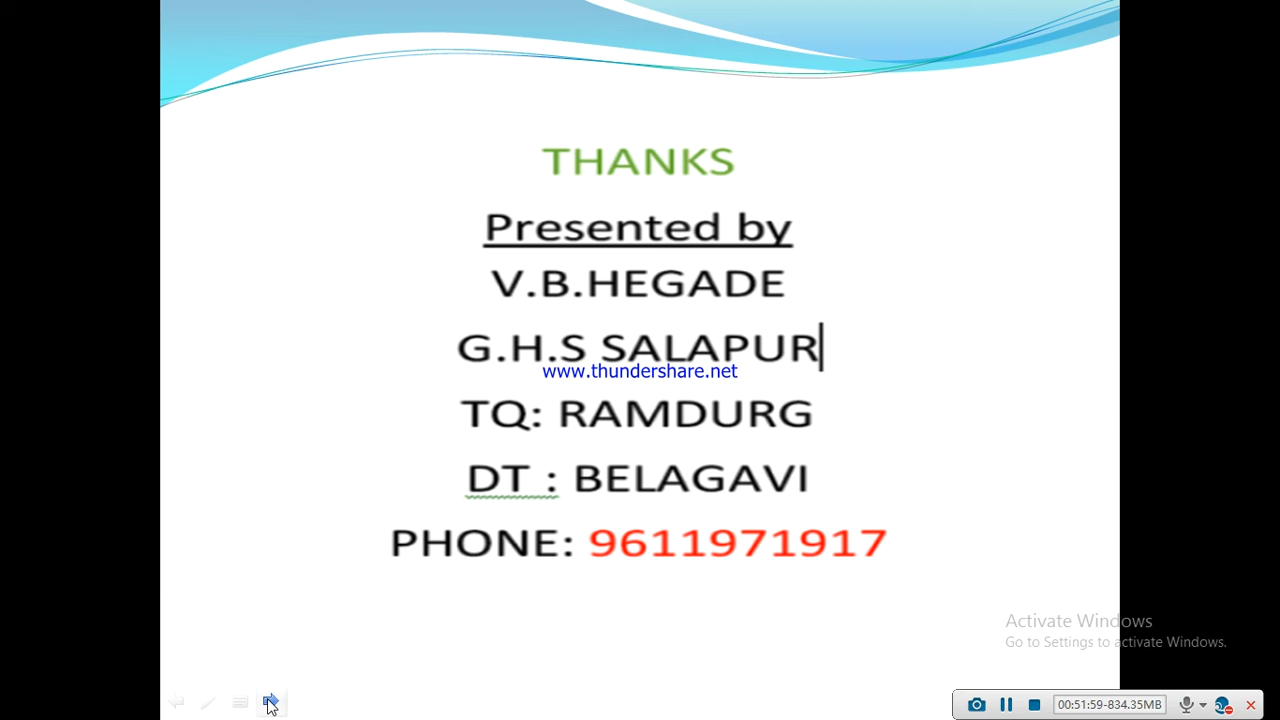 THANKS
Presented by
V.B.HEGADE
G.H.S SALAPUR
www.thundershare.net
TQ: RAMDURG
DT : BELAGAVI
PHONE: 9611971917
Activate Windows
Go to Settings to activate Windows.
00:51:59-834.35MB